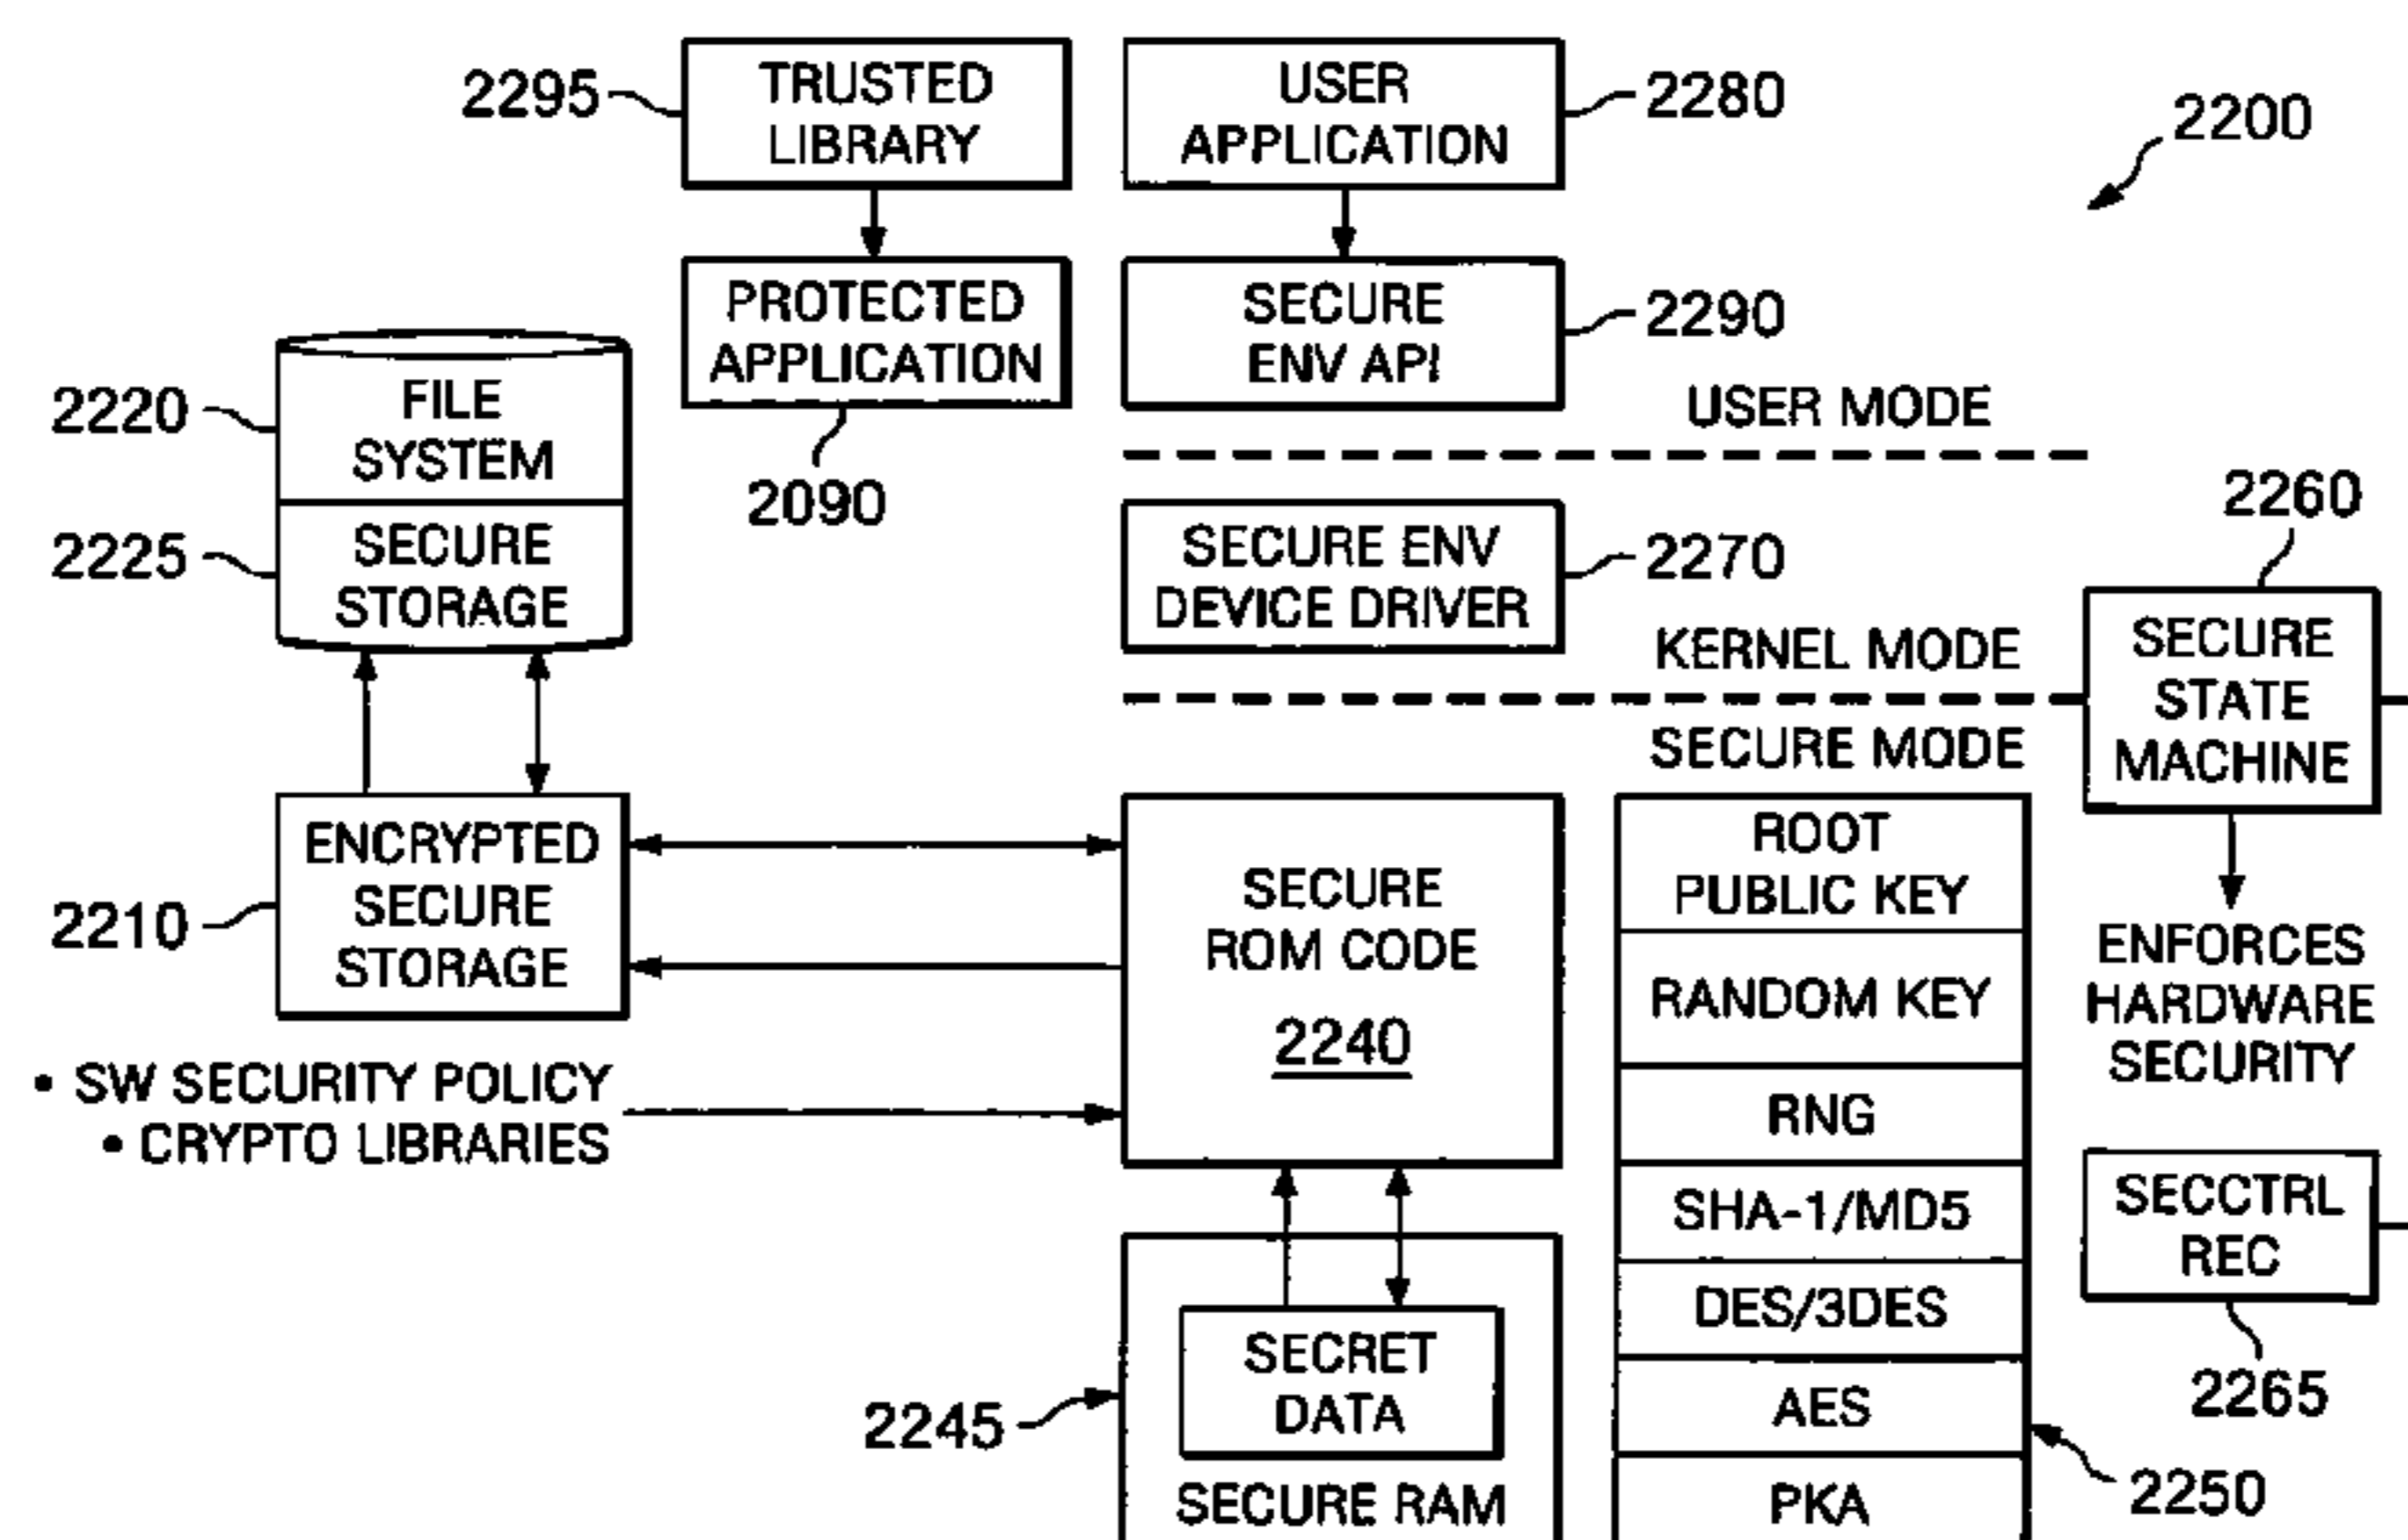 2295
TRUSTED
LIBRARY
USER
APPLICATION
2280
2200
PROTECTED
APPLICATION
2090
SECURE
ENV API
2290
USER MODE
2220
FILE
SYSTEM
2225
SECURE
STORAGE
SECURE ENV
DEVICE DRIVER
2270
KERNEL MODE
SECURE MODE
2260
SECURE
STATE
MACHINE
ENFORCES
HARDWARE
SECURITY
2210
ENCRYPTED
SECURE
STORAGE
• SW SECURITY POLICY
• CRYPTO LIBRARIES
SECURE
ROM CODE
2240
ROOT
PUBLIC KEY
RANDOM KEY
RNG
SHA-1/MD5
DES/3DES
AES
PKA
2250
SECCTRL
REC
2265
2245
SECRET
DATA
SECURE RAM